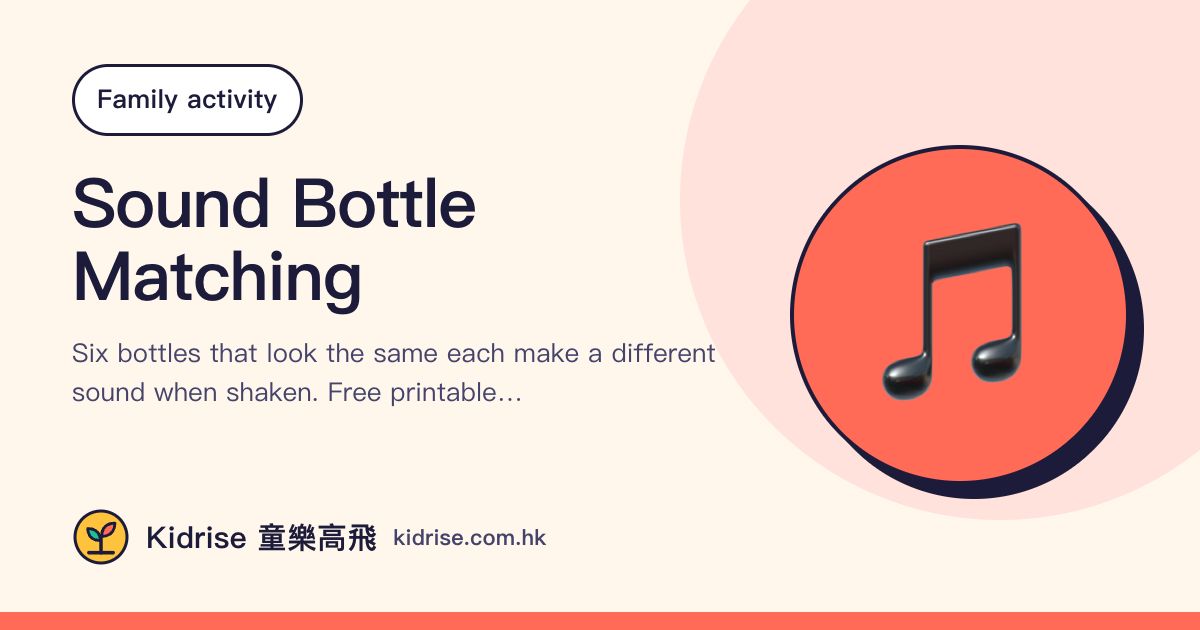 Family activity
Sound Bottle
Matching
Six bottles that look the same each make a different
sound when shaken. Free printable…
Kidrise 童樂高飛 kidrise.com.hk